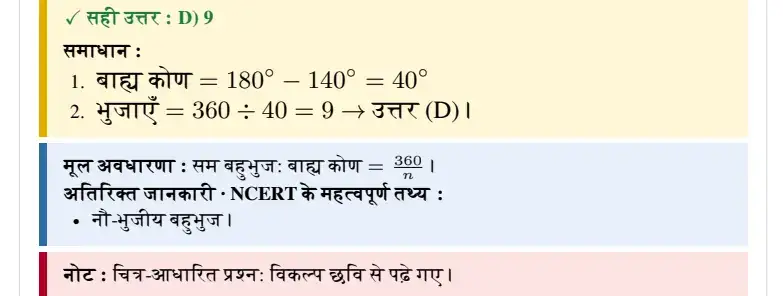 ✓ सही उत्तर : D) 9
समाधान :
1. बाह्य कोण = 180° − 140° = 40°
2. भुजाएँ = 360 ÷ 40 = 9 → उत्तर (D)।
मूल अवधारणा : सम बहुभुज: बाह्य कोण = 360/n ।
अतिरिक्त जानकारी · NCERT के महत्वपूर्ण तथ्य :
• नौ-भुजीय बहुभुज।
नोट : चित्र-आधारित प्रश्न: विकल्प छवि से पढ़े गए।